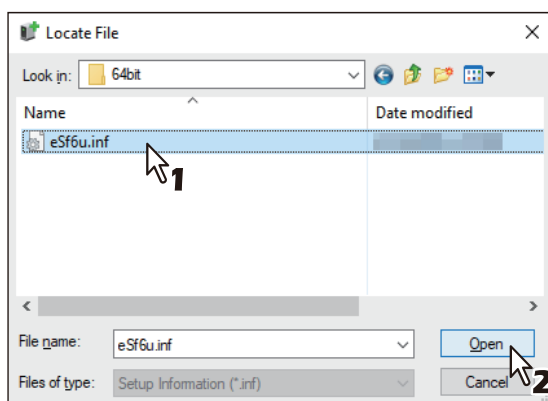 Locate File
Look in: 64bit
Name Date modified
eSf6u.inf
1
File name: eSf6u.inf Open
2
Files of type: Setup Information (*.inf) Cancel